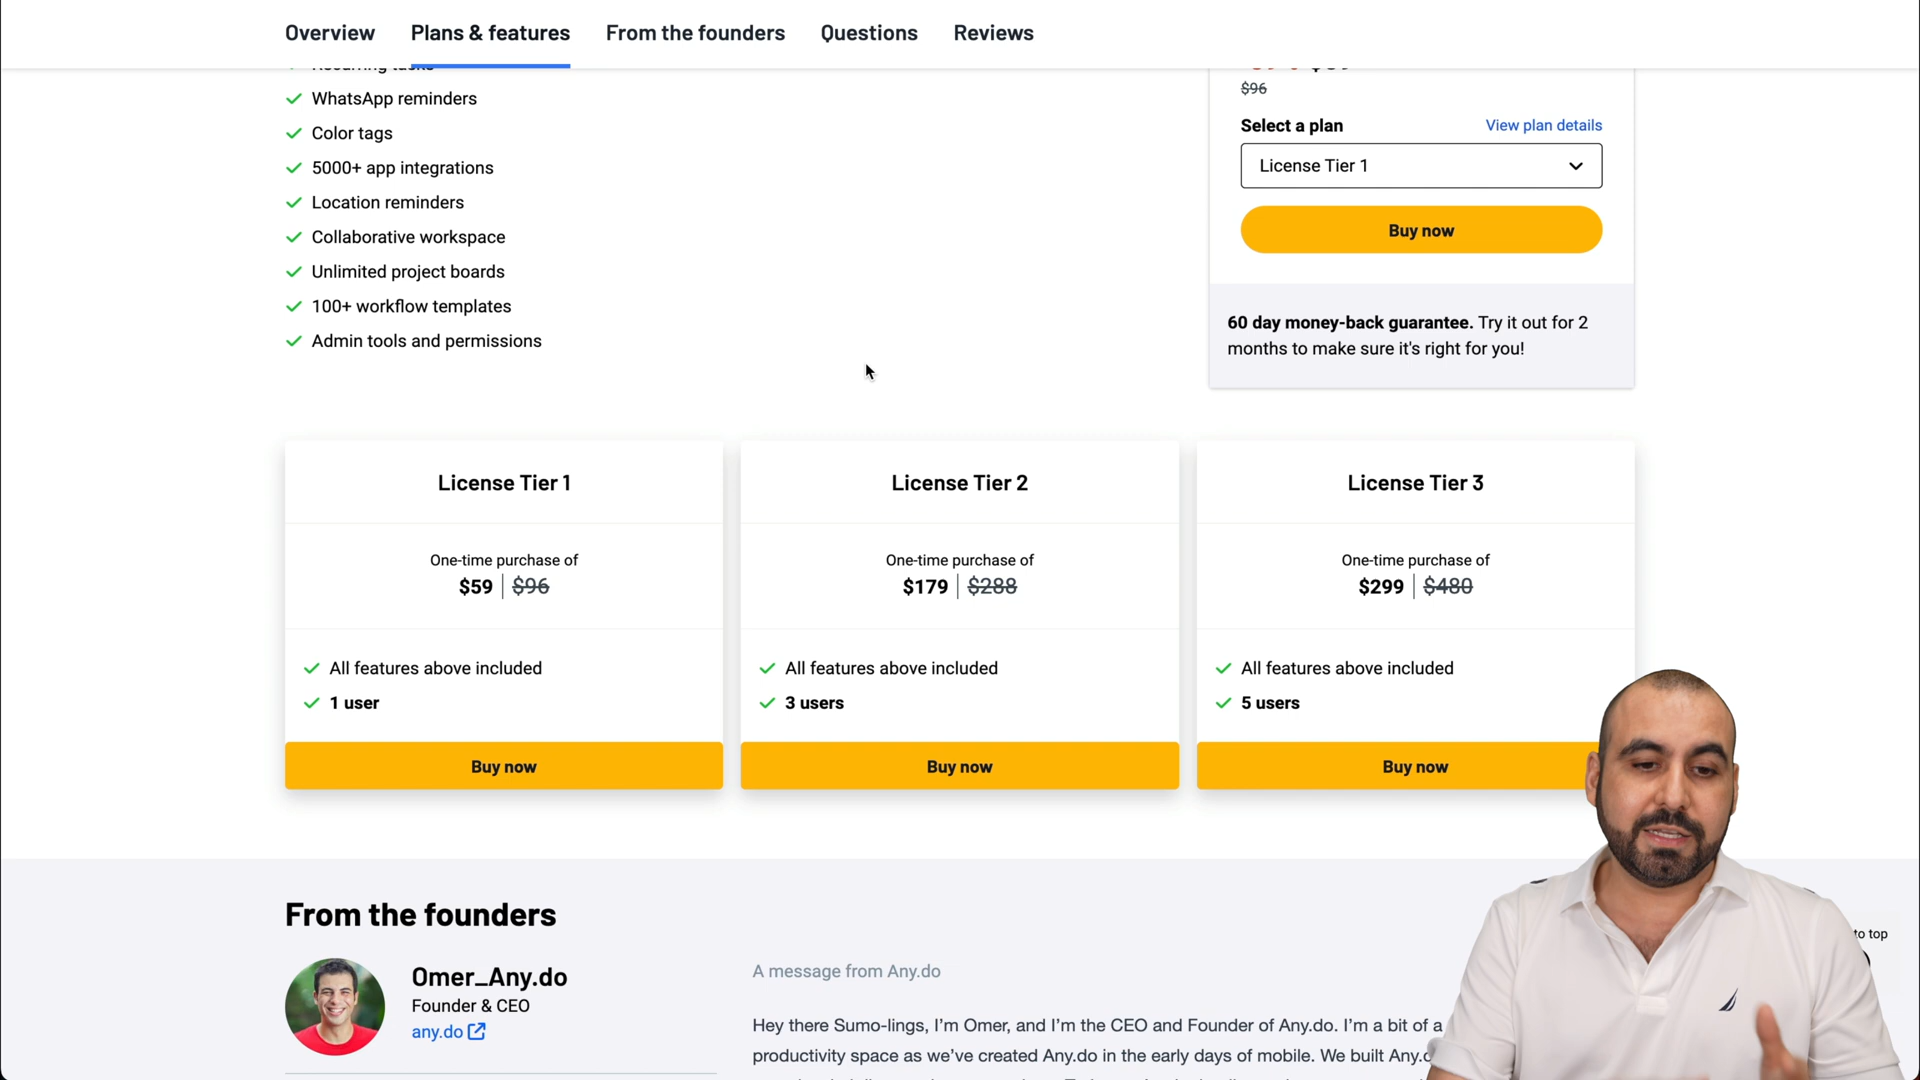 Overview Plans & features From the founders Questions Reviews
Recurring tasks
WhatsApp reminders
Color tags
5000+ app integrations
Location reminders
Collaborative workspace
Unlimited project boards
100+ workflow templates
Admin tools and permissions
$96
Select a plan View plan details
License Tier 1
Buy now
60 day money-back guarantee. Try it out for 2
months to make sure it's right for you!
License Tier 1
One-time purchase of
$59 | $96
All features above included
1 user
Buy now
License Tier 2
One-time purchase of
$179 | $288
All features above included
3 users
Buy now
License Tier 3
One-time purchase of
$299 | $480
All features above included
5 users
Buy now
From the founders
Omer_Any.do
Founder & CEO
any.do
A message from Any.do
Hey there Sumo-lings, I'm Omer, and I'm the CEO and Founder of Any.do. I'm a bit of a
productivity space as we've created Any.do in the early days of mobile. We built Any.d
to top